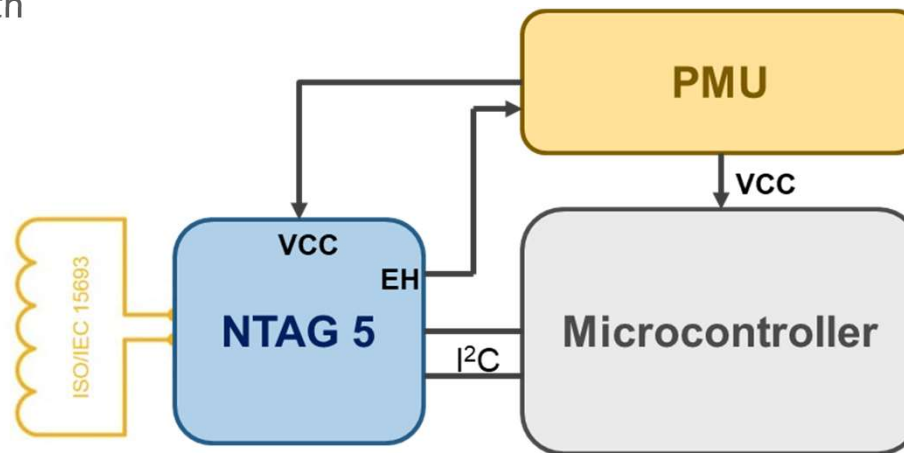 PMU
VCC
VCC
EH
ISO/IEC 15693
NTAG 5
I²C
Microcontroller